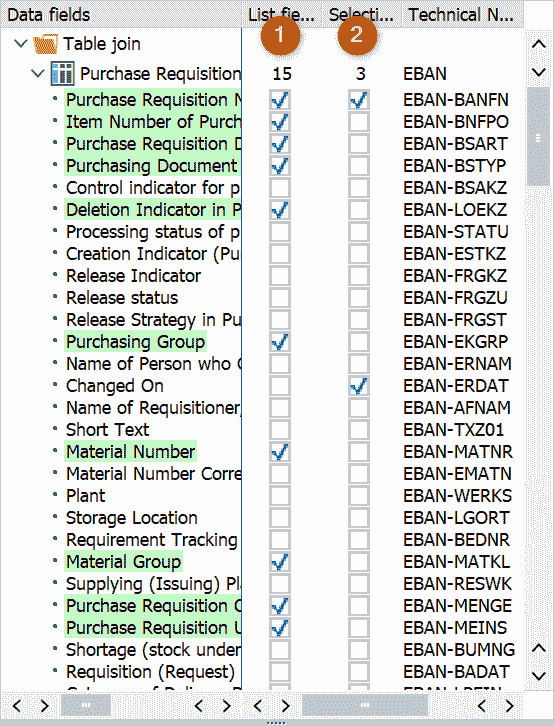 Data fields List fie... Selecti... Technical N...
1 2
Table join
Purchase Requisition 15 3 EBAN
Purchase Requisition N EBAN-BANFN
Item Number of Purch EBAN-BNFPO
Purchase Requisition D EBAN-BSART
Purchasing Document EBAN-BSTYP
Control indicator for p EBAN-BSAKZ
Deletion Indicator in P EBAN-LOEKZ
Processing status of p EBAN-STATU
Creation Indicator (Pu EBAN-ESTKZ
Release Indicator EBAN-FRGKZ
Release status EBAN-FRGZU
Release Strategy in Pu EBAN-FRGST
Purchasing Group EBAN-EKGRP
Name of Person who C EBAN-ERNAM
Changed On EBAN-ERDAT
Name of Requisitioner, EBAN-AFNAM
Short Text EBAN-TXZ01
Material Number EBAN-MATNR
Material Number Corre EBAN-EMATN
Plant EBAN-WERKS
Storage Location EBAN-LGORT
Requirement Tracking EBAN-BEDNR
Material Group EBAN-MATKL
Supplying (Issuing) Pl EBAN-RESWK
Purchase Requisition Q EBAN-MENGE
Purchase Requisition U EBAN-MEINS
Shortage (stock under EBAN-BUMNG
Requisition (Request) EBAN-BADAT